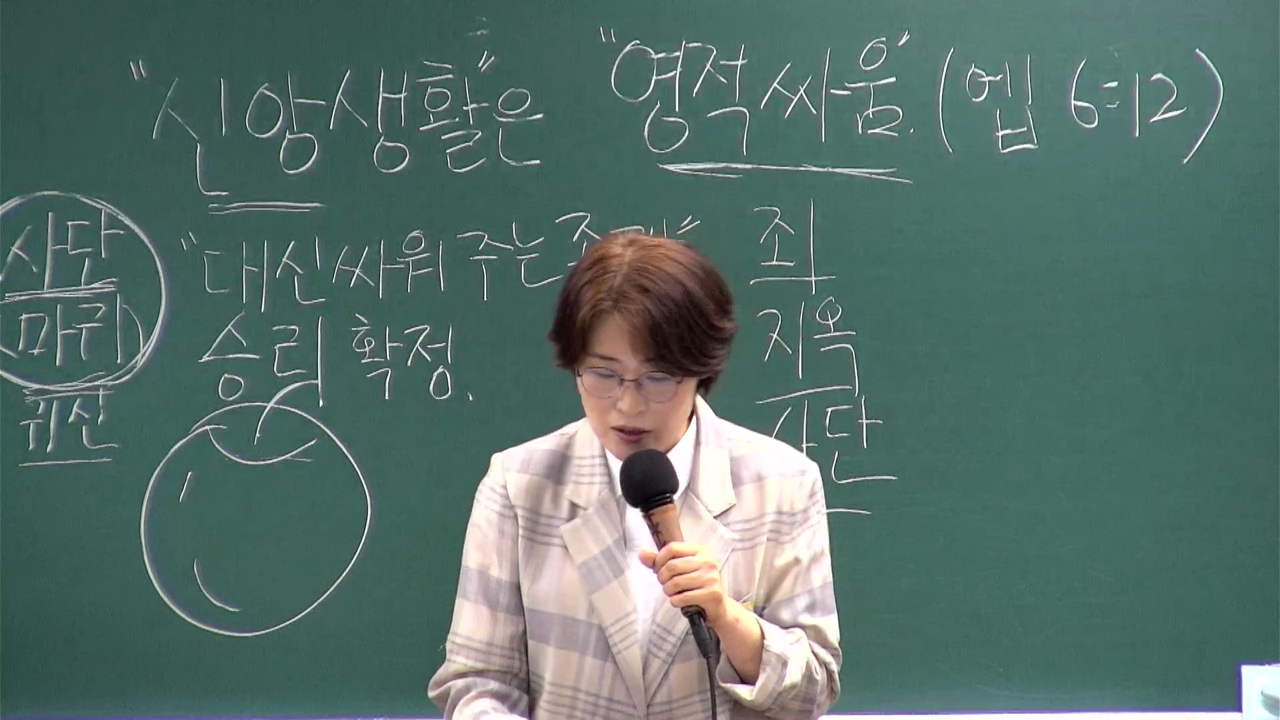 "신앙생활"은 "영적싸움". (엡 6:12)
"대신싸워 주는
승리 확정.
사단
마귀
귀신
죄
지옥
사단